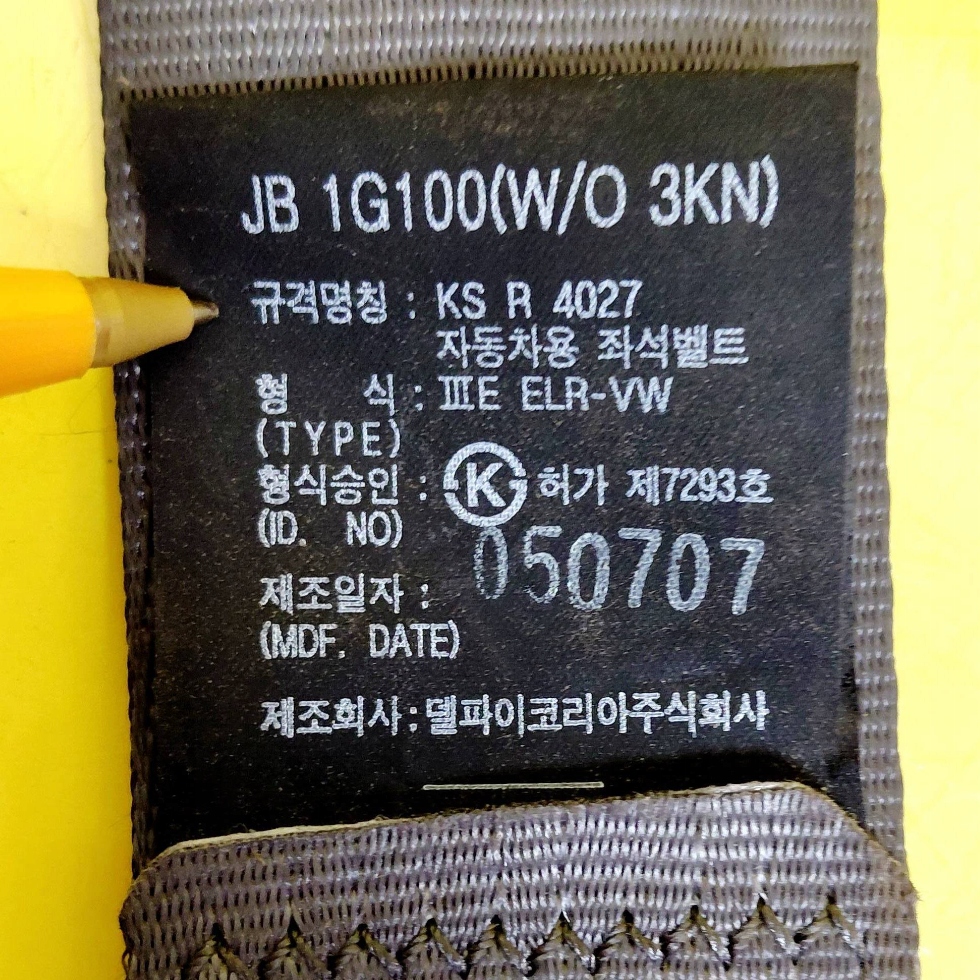 JB 1G100(W/O 3KN)
규격명칭 : KS R 4027
자동차용 좌석벨트
형 식 : ⅢE ELR-VW
(TYPE)
형식승인 : K 허가 제7293호
(ID. NO)
050707
제조일자 :
(MDF. DATE)
제조회사 : 델파이코리아주식회사